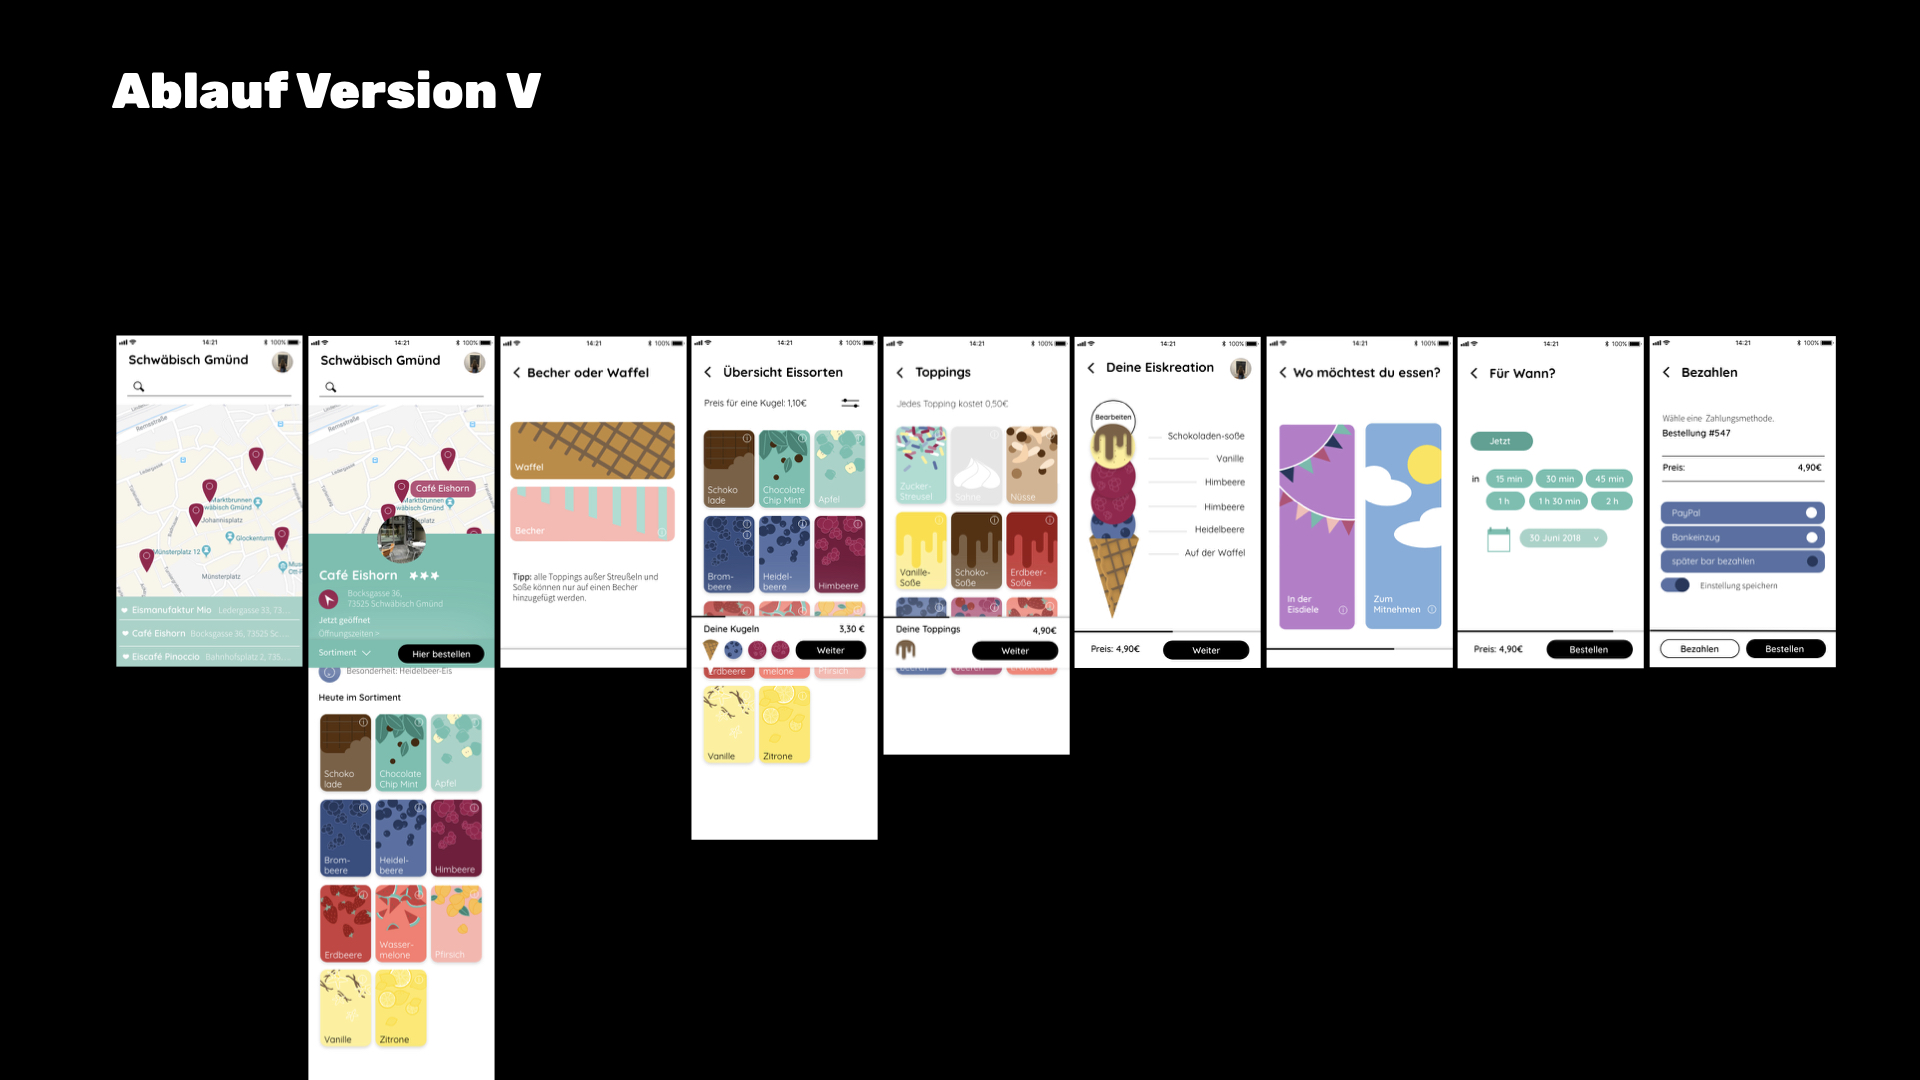 Ablauf Version V
14:21
100%
Schwäbisch Gmünd
Remsstraße
Ledergasse
Marktbrunnen
Schwäbisch Gmünd
Johannisplatz
Glockenturm
Münsterplatz 12
Münsterplatz
Eismanufaktur Mio Ledergasse 33, 73...
Café Eishorn Bocksgasse 36, 73525 Sc...
Eiscafé Pinoccio Bahnhofsplatz 2, 735...
14:21
100%
Schwäbisch Gmünd
Remsstraße
Ledergasse
Café Eishorn
Marktbrunnen
Schwäbisch Gmünd
Café Eishorn
Bocksgasse 36,
73525 Schwäbisch Gmünd
Jetzt geöffnet
Öffnungszeiten >
Sortiment
Hier bestellen
Besonderheit: Heidelbeer-Eis
Heute im Sortiment
Schoko
lade
Chocolate
Chip Mint
Apfel
Brom-
beere
Heidel-
beere
Himbeere
Erdbeere
Wasser-
melone
Pfirsich
Vanille
Zitrone
14:21
100%
Becher oder Waffel
Waffel
Becher
Tipp: alle Toppings außer Streußeln und
Soße können nur auf einen Becher
hinzugefügt werden.
14:21
100%
Übersicht Eissorten
Preis für eine Kugel: 1,10€
Schoko
lade
Chocolate
Chip Mint
Apfel
Brom-
beere
Heidel-
beere
Himbeere
Deine Kugeln
3,30 €
Weiter
Erdbeere
melone
Pfirsich
Vanille
Zitrone
14:21
100%
Toppings
Jedes Topping kostet 0,50€
Zucker-
Streusel
Sahne
Nüsse
Vanille-
Soße
Schoko-
Soße
Erdbeer-
Soße
Deine Toppings
4,90€
Weiter
14:21
100%
Deine Eiskreation
Bearbeiten
Schokoladen-soße
Vanille
Himbeere
Himbeere
Heidelbeere
Auf der Waffel
Preis: 4,90€
Weiter
14:21
100%
Wo möchtest du essen?
In der
Eisdiele
Zum
Mitnehmen
14:21
100%
Für Wann?
Jetzt
in
15 min
30 min
45 min
1 h
1 h 30 min
2 h
30 Juni 2018
Preis: 4,90€
Bestellen
14:21
100%
Bezahlen
Wähle eine Zahlungsmethode.
Bestellung #547
Preis:
4,90€
PayPal
Bankeinzug
später bar bezahlen
Einstellung speichern
Bezahlen
Bestellen